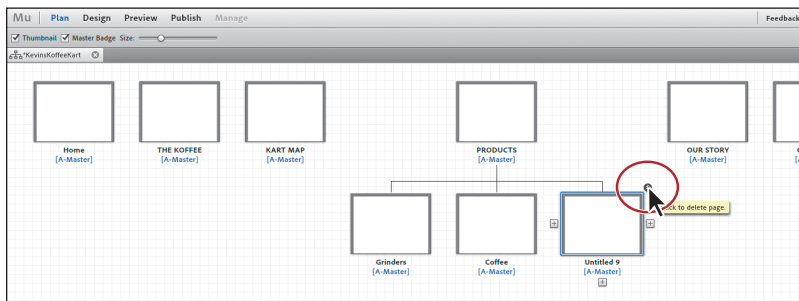 Mu Plan Design Preview Publish Manage Feedback
Thumbnail Master Badge Size:
*KevinsKoffeeKart
Home THE KOFFEE KART MAP PRODUCTS OUR STORY
[A-Master] [A-Master] [A-Master] [A-Master] [A-Master]
to delete page.
Grinders Coffee Untitled 9
[A-Master] [A-Master] [A-Master]